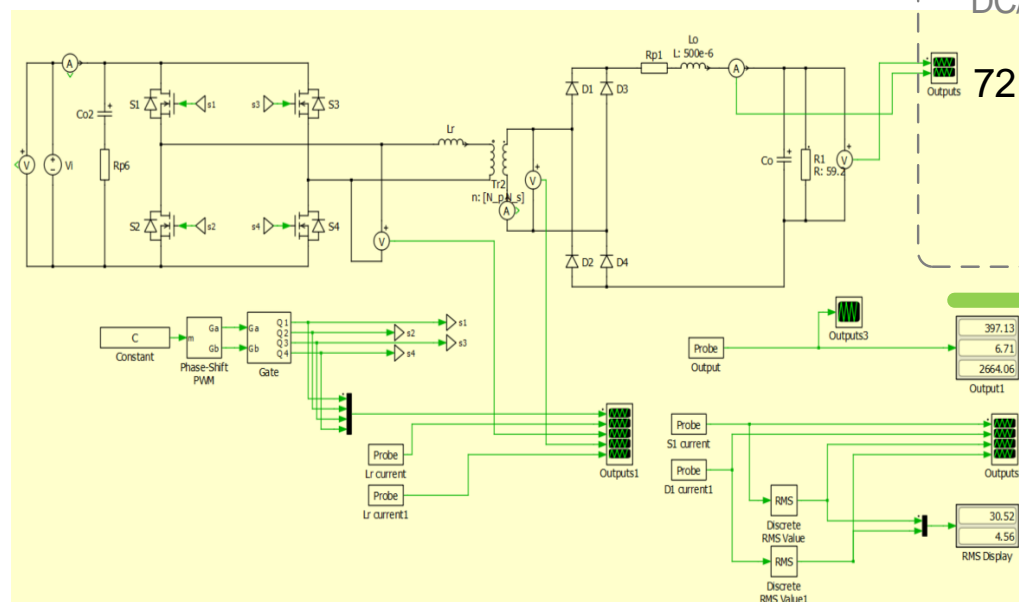 DC
72
Lo
L: 500e-6
Rp1
A
A
D1
D3
Outputs
S1
s1
s3
S3
Co2
Lr
V
Vi
Rp6
Tr2
n: [N_p N_s]
V
A
Co
R1
R: 59.2
V
S2
s2
s4
S4
V
D2
D4
C
Constant
m
Ga
Gb
Phase-Shift
PWM
Ga
Gb
Q1
Q2
Q3
Q4
Gate
s1
s2
s3
s4
Outputs3
Probe
Output
397.13
6.71
2664.06
Output1
Probe
Lr current
Probe
Lr current1
Outputs1
Probe
S1 current
Probe
D1 current1
Outputs
RMS
Discrete
RMS Value
RMS
Discrete
RMS Value1
30.52
4.56
RMS Display